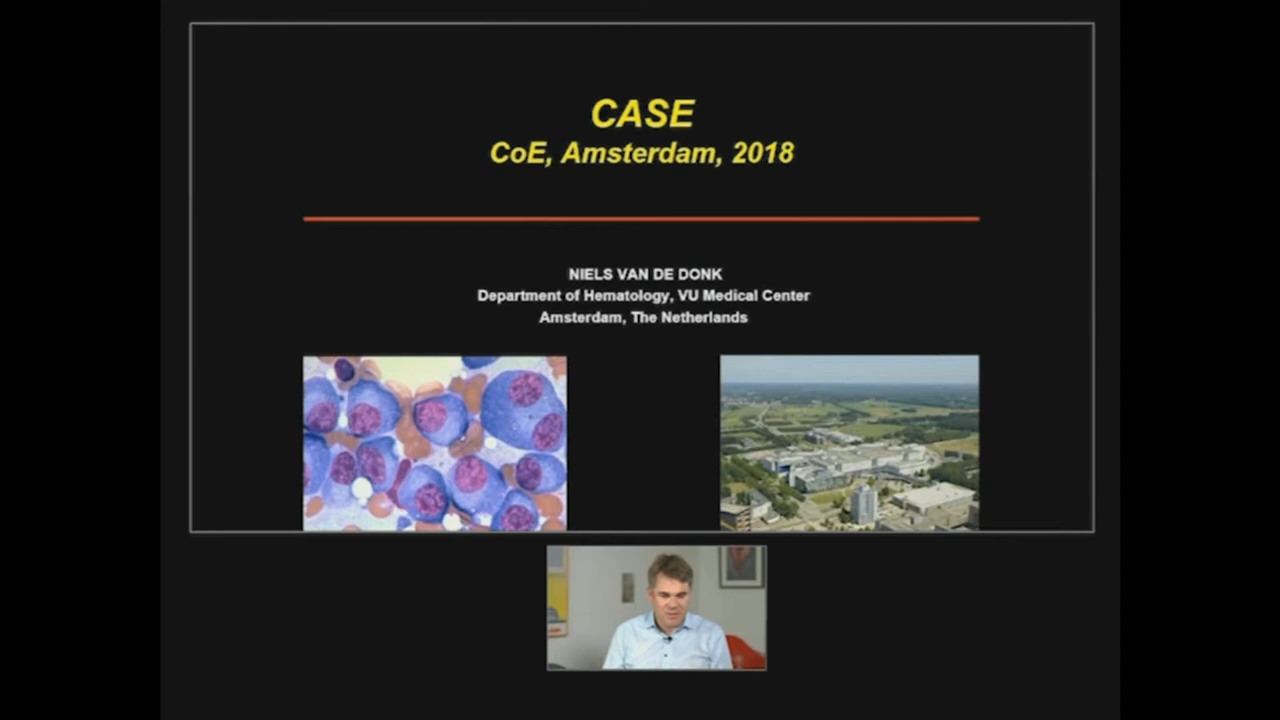 CASE
CoE, Amsterdam, 2018
NIELS VAN DE DONK
Department of Hematology, VU Medical Center
Amsterdam, The Netherlands